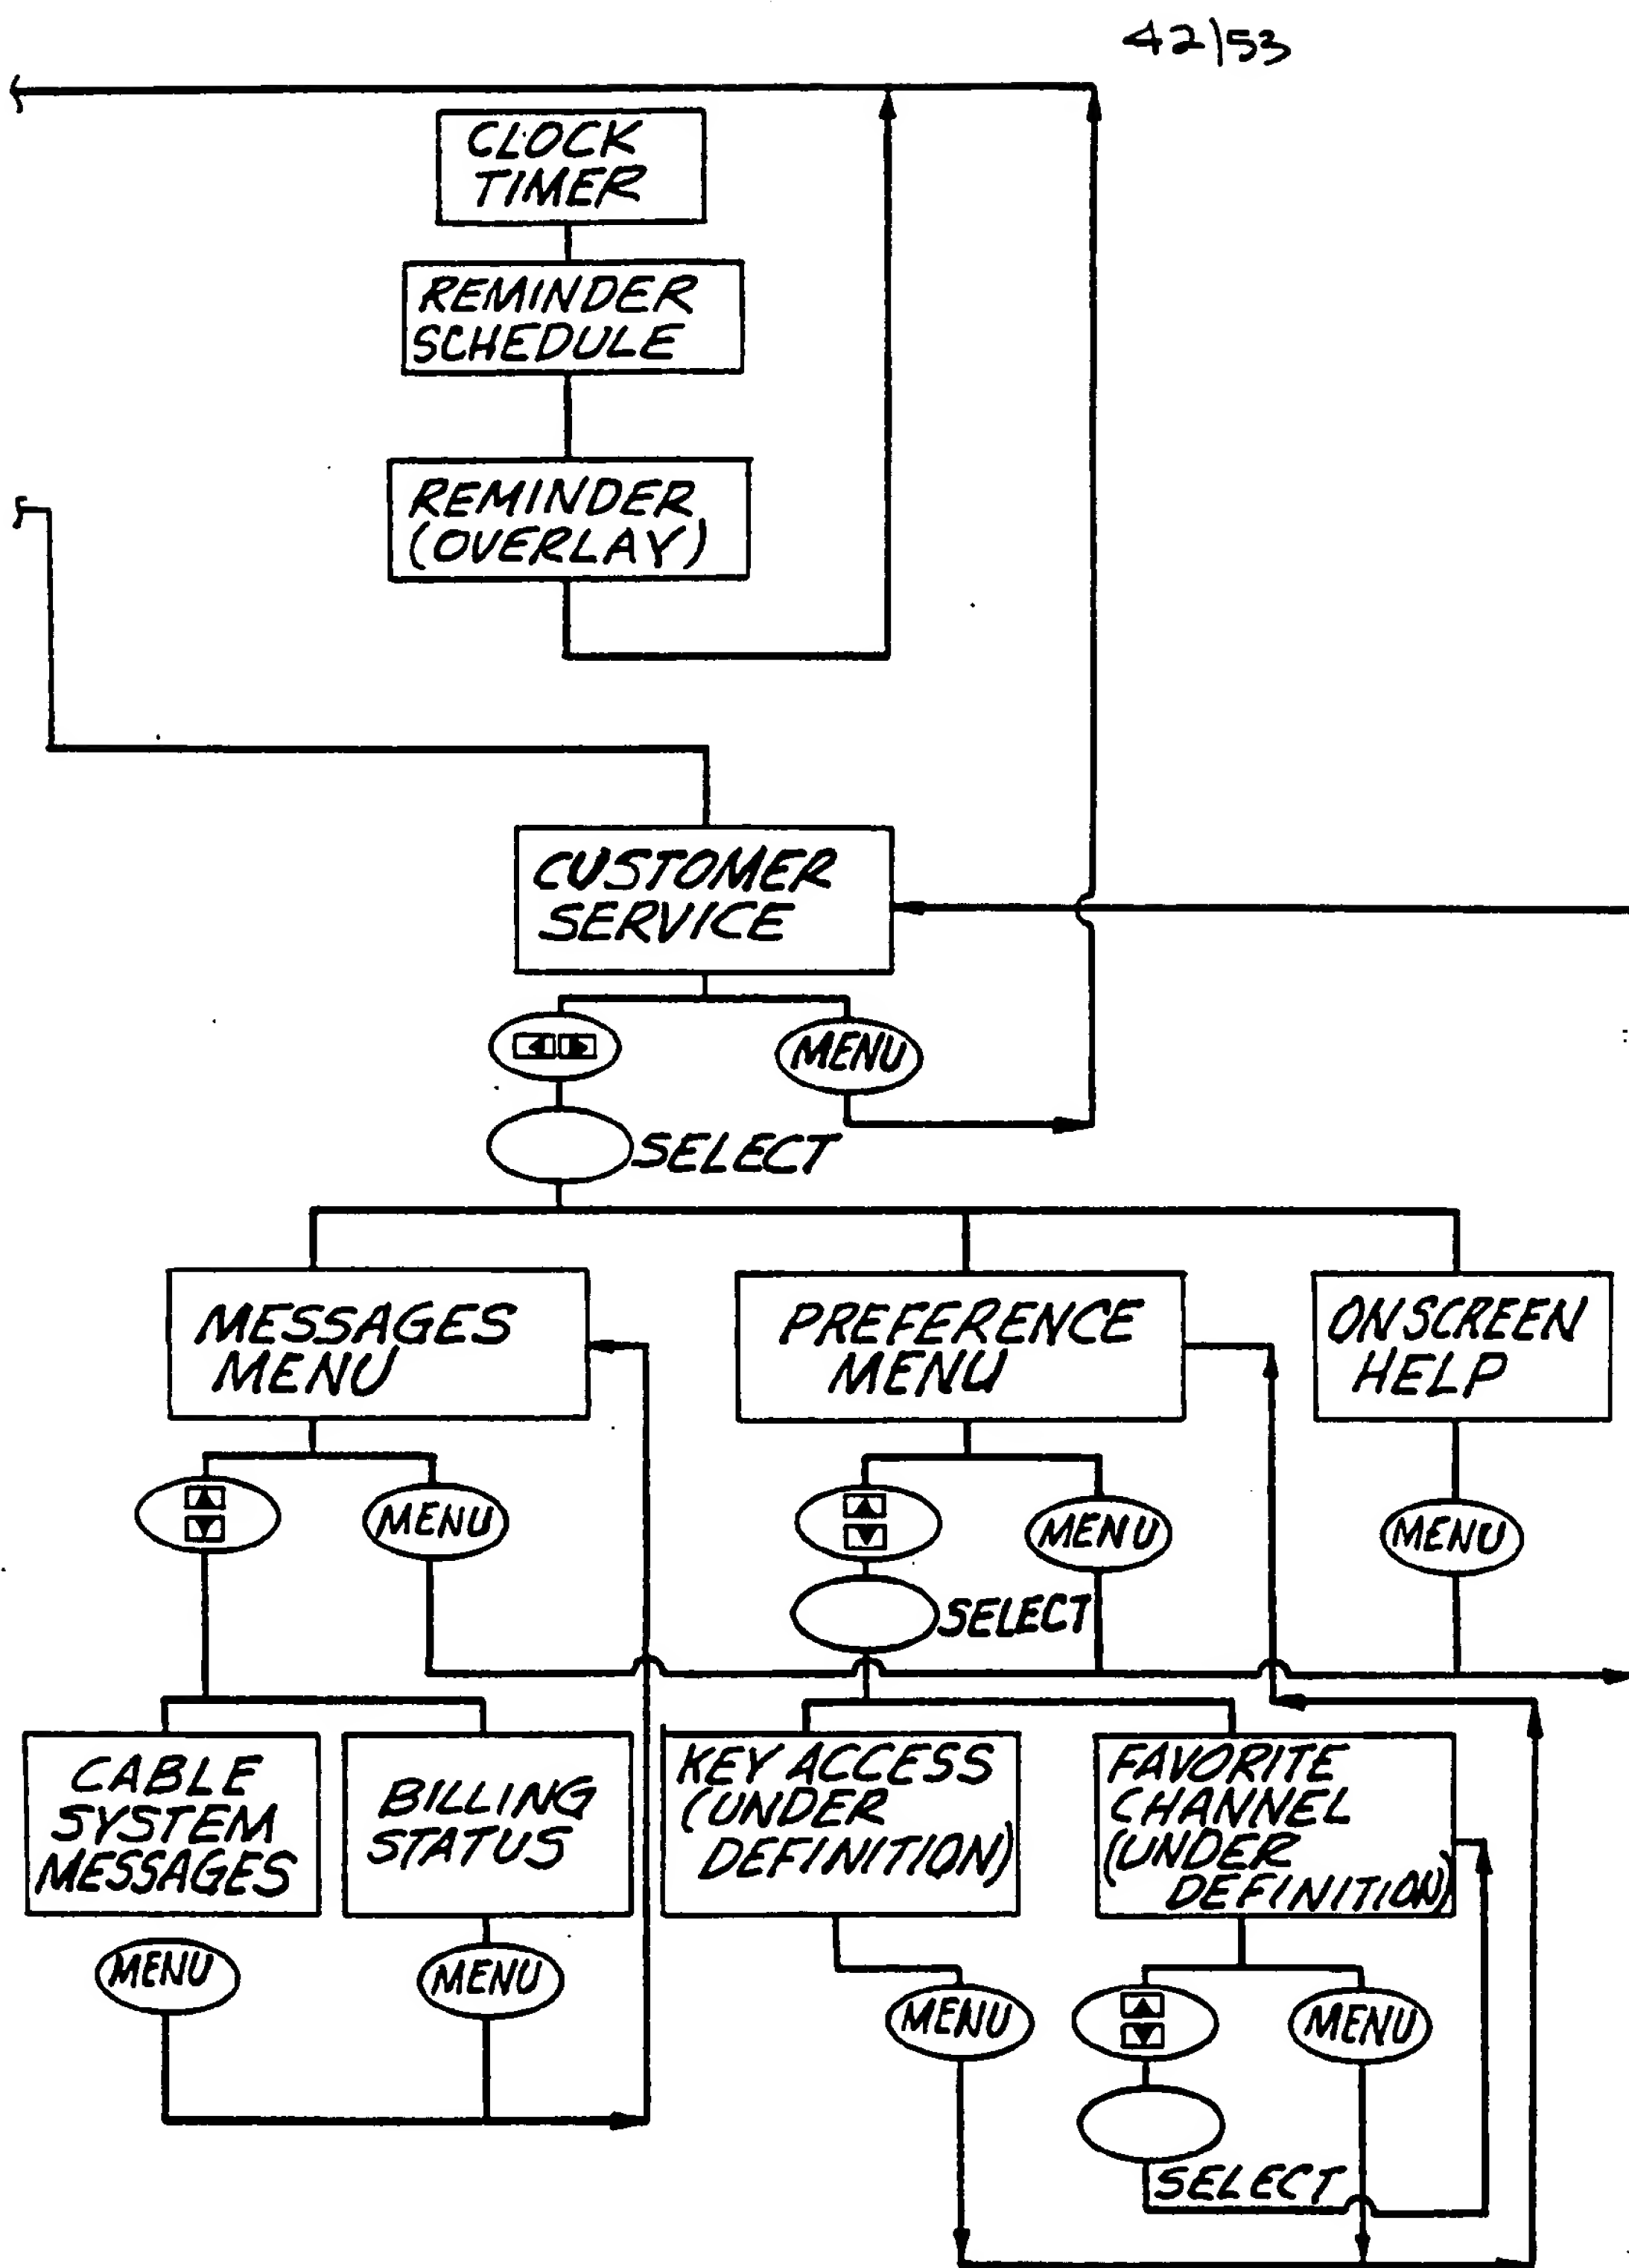 42/53
CLOCK
TIMER
REMINDER
SCHEDULE
REMINDER
(OVERLAY)
CUSTOMER
SERVICE
MENU
SELECT
MESSAGES
MENU
PREFERENCE
MENU
ONSCREEN
HELP
MENU
MENU
MENU
SELECT
CABLE
SYSTEM
MESSAGES
BILLING
STATUS
KEY ACCESS
(UNDER
DEFINITION)
FAVORITE
CHANNEL
(UNDER
DEFINITION)
MENU
MENU
MENU
MENU
SELECT